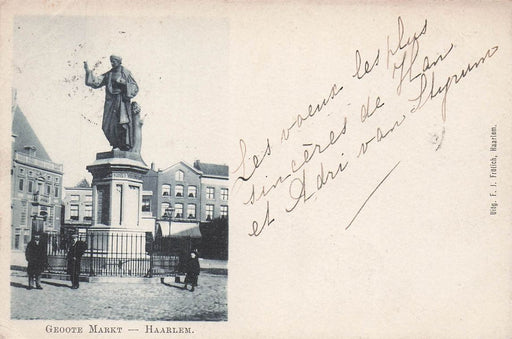 Les voeux les plus
sincères de Han
et Adri van Styrum
Uitg. F. J. Frölich, Haarlem.
GROOTE MARKT — HAARLEM.